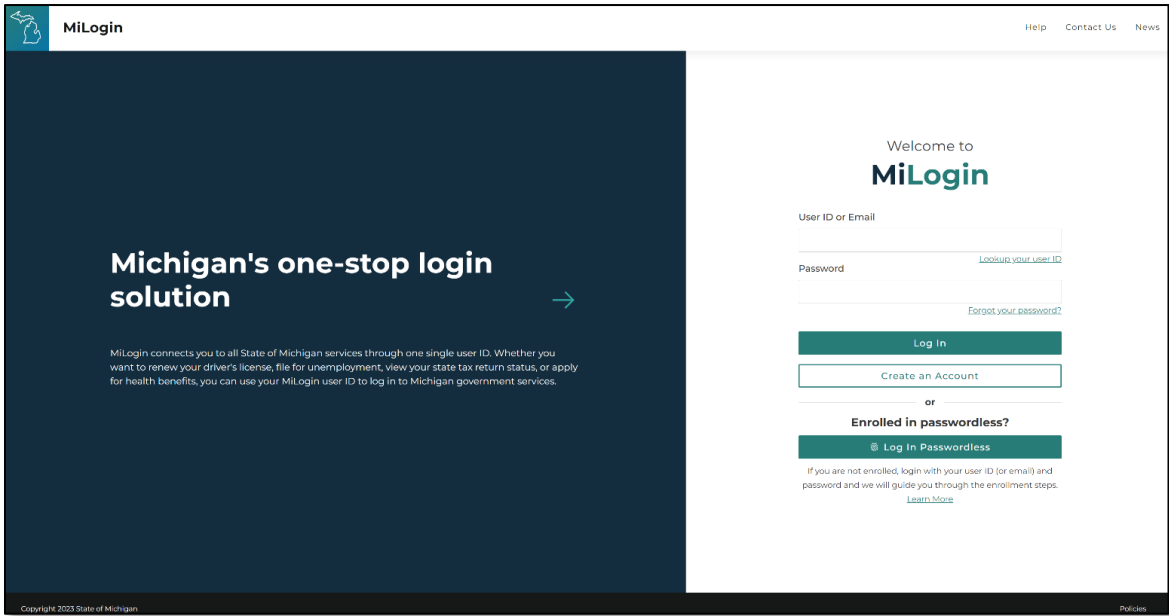 MiLogin
Help Contact Us News
Michigan's one-stop login
solution
MiLogin connects you to all State of Michigan services through one single user ID. Whether you
want to renew your driver's license, file for unemployment, view your state tax return status, or apply
for health benefits, you can use your MiLogin user ID to log in to Michigan government services.
Welcome to
MiLogin
User ID or Email
Lookup your user ID
Password
Forgot your password?
Log In
Create an Account
or
Enrolled in passwordless?
Log In Passwordless
If you are not enrolled, login with your user ID (or email) and
password and we will guide you through the enrollment steps.
Learn More
Copyright 2023 State of Michigan
Policies